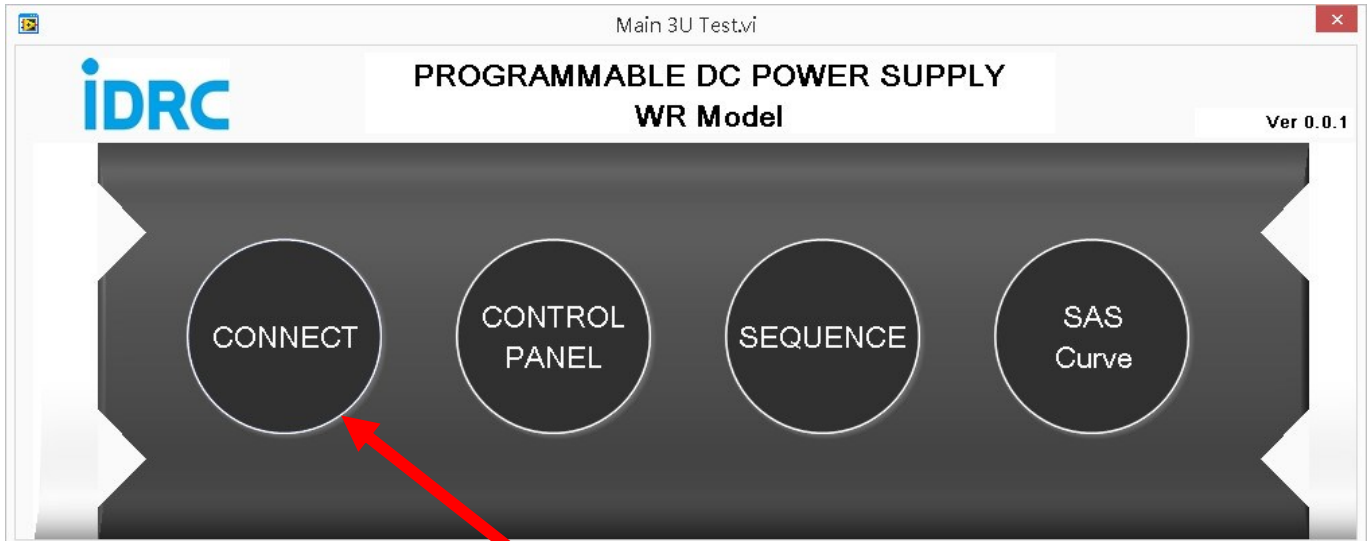 Main 3U Test.vi
iDRC
PROGRAMMABLE DC POWER SUPPLY
WR Model
Ver 0.0.1
CONNECT
CONTROL
PANEL
SEQUENCE
SAS
Curve